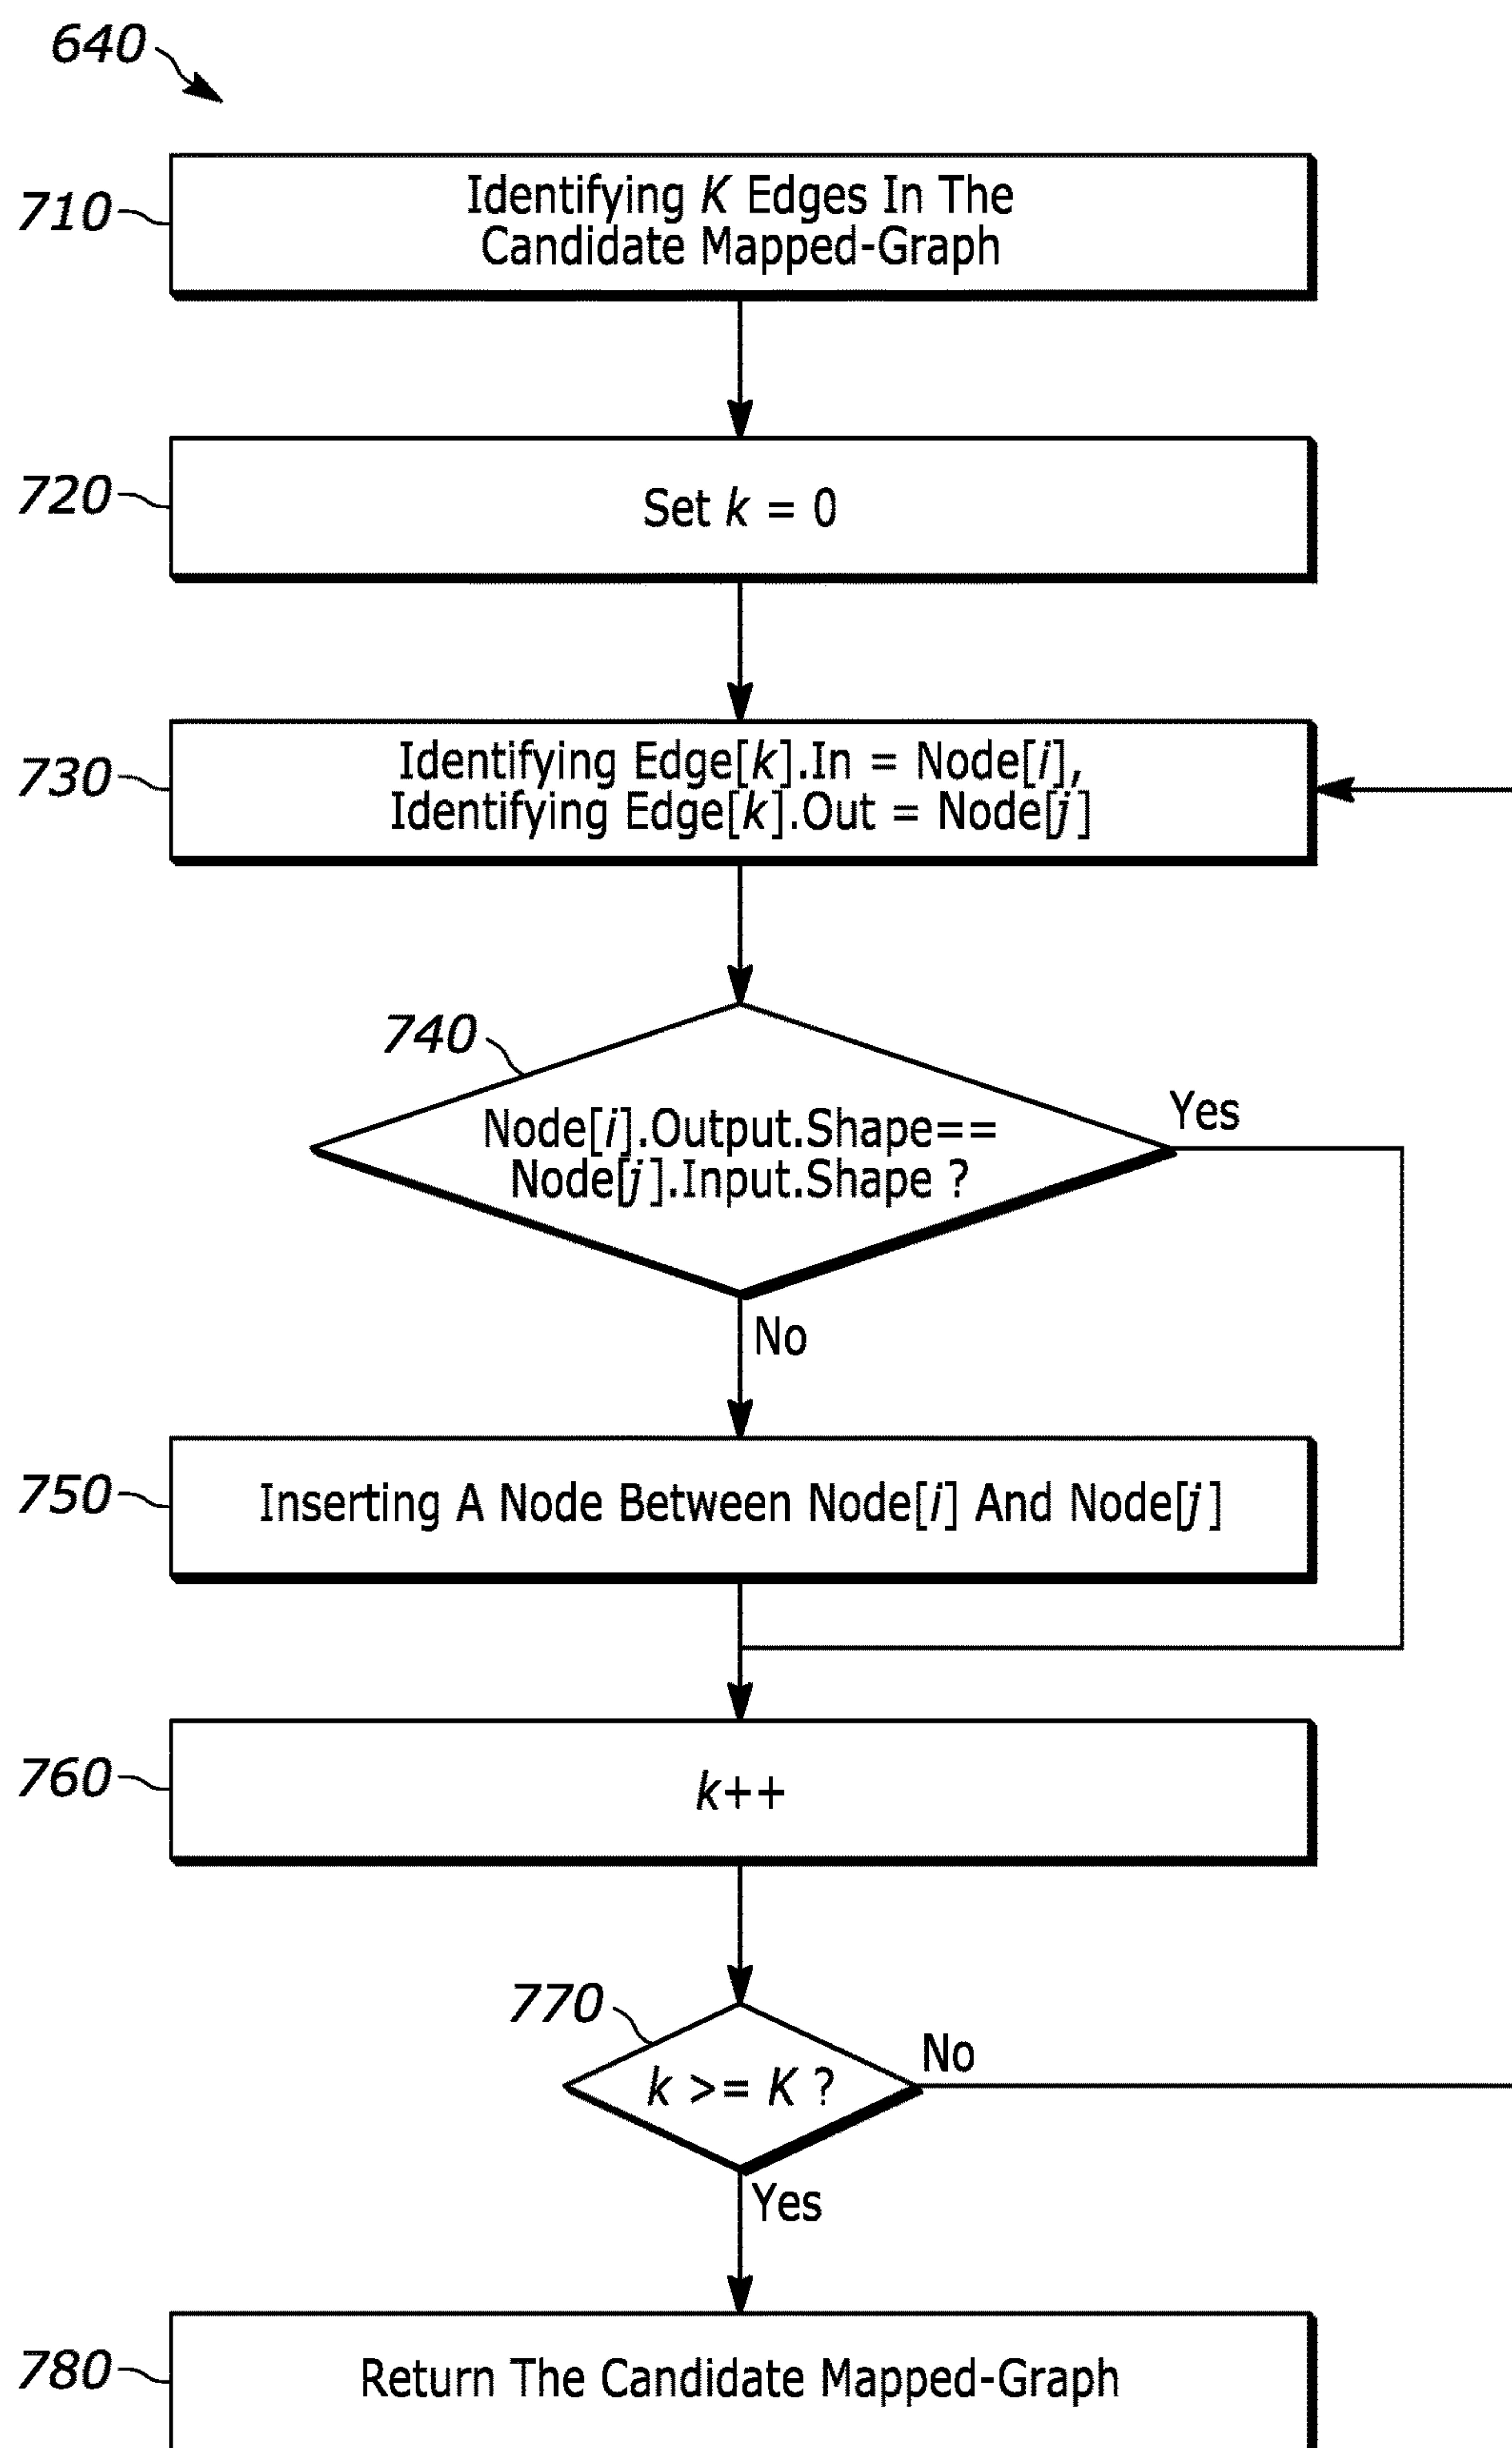 640
710
Identifying K Edges In The
Candidate Mapped-Graph
720
Set k = 0
730
Identifying Edge[k].In = Node[i],
Identifying Edge[k].Out = Node[j]
740
Node[i].Output.Shape==
Node[j].Input.Shape ?
Yes
No
750
Inserting A Node Between Node[i] And Node[j]
760
k++
770
k >= K ?
No
Yes
780
Return The Candidate Mapped-Graph